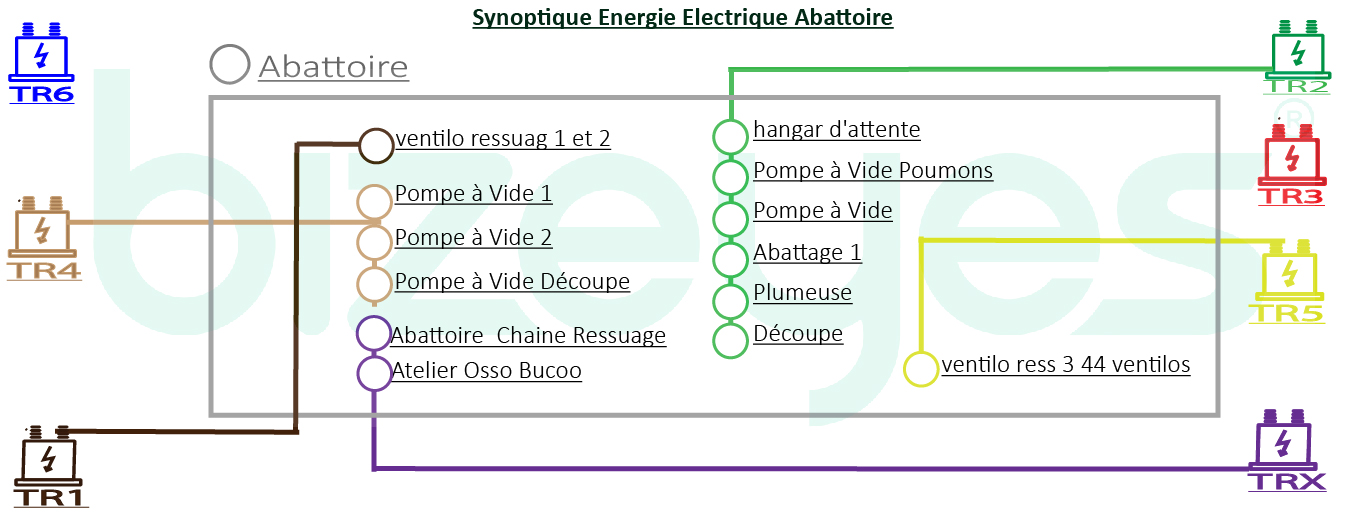 Synoptique Energie Electrique Abattoire
TR6
Abattoire
TR2
®
bizeyes
ventilo ressuag 1 et 2
hangar d'attente
Pompe à Vide 1
Pompe à Vide Poumons
TR3
Pompe à Vide 2
Pompe à Vide
TR4
Abattage 1
Pompe à Vide Découpe
Plumeuse
TR5
Abattoire  Chaine Ressuage
Découpe
Atelier Osso Bucoo
ventilo ress 3 44 ventilos
TR1
TRX